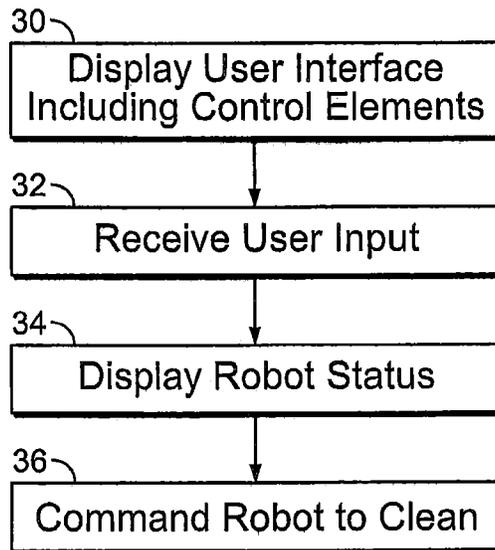 30
Display User Interface
Including Control Elements
32
Receive User Input
34
Display Robot Status
36
Command Robot to Clean